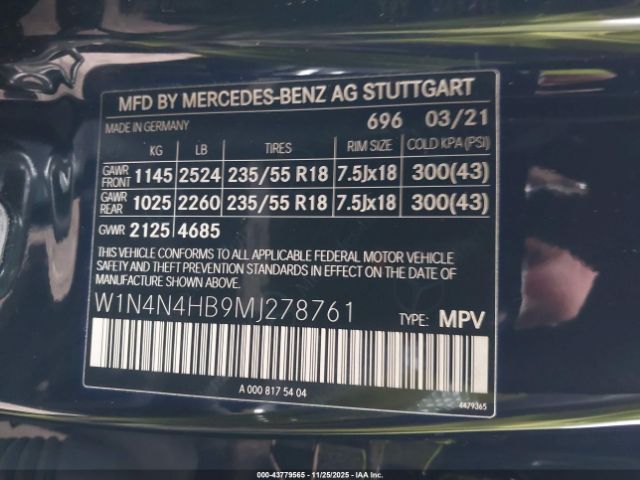 MFD BY MERCEDES-BENZ AG STUTTGART
MADE IN GERMANY 696 03/21
KG LB TIRES RIM SIZE COLD KPA(PSI)
GAWR FRONT 1145 2524 235/55 R18 7.5Jx18 300(43)
GAWR REAR 1025 2260 235/55 R18 7.5Jx18 300(43)
GWR 2125 4685
THIS VEHICLE CONFORMS TO ALL APPLICABLE FEDERAL MOTOR VEHICLE
SAFETY AND THEFT PREVENTION STANDARDS IN EFFECT ON THE DATE OF
MANUFACTURE SHOWN ABOVE.
W1N4N4HB9MJ278761 TYPE: MPV
A 000 817 54 04
4479365
000-43779565 - 11/25/2025 - IAAI.COM